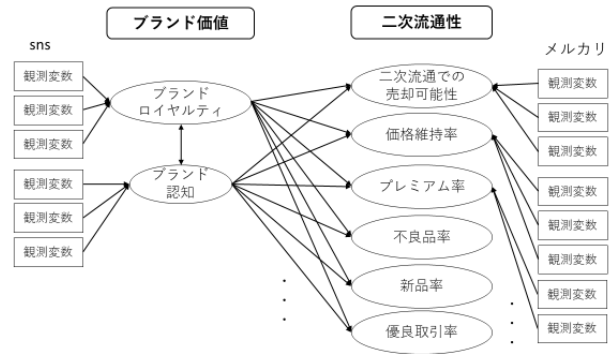 ブランド価値
二次流通性
sns
メルカリ
観測変数
観測変数
観測変数
観測変数
観測変数
観測変数
ブランド
ロイヤルティ
ブランド
認知
二次流通での
売却可能性
価格維持率
プレミアム率
不良品率
新品率
優良取引率
観測変数
観測変数
観測変数
観測変数
観測変数
観測変数
観測変数
観測変数